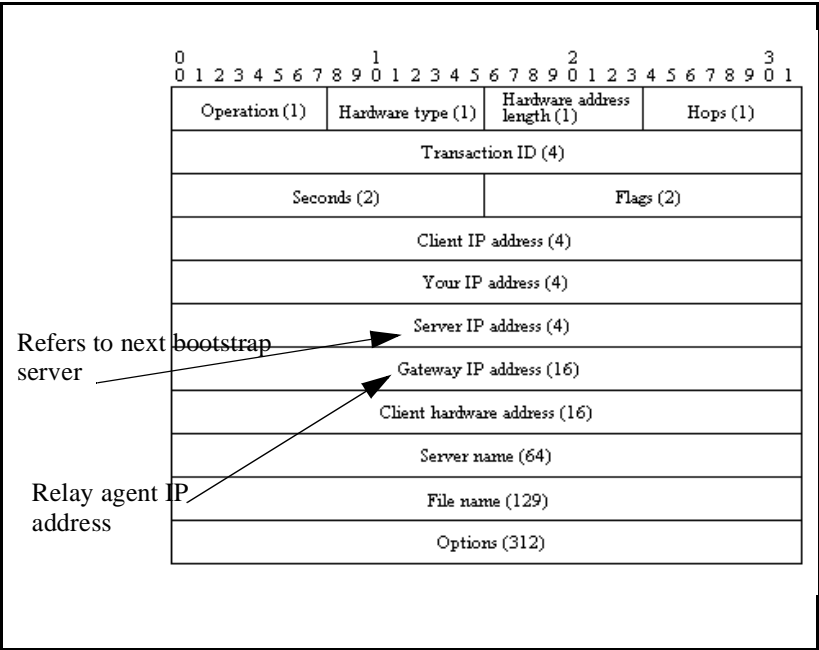 0 1 2 3
0 1 2 3 4 5 6 7 8 9 0 1 2 3 4 5 6 7 8 9 0 1 2 3 4 5 6 7 8 9 0 1
Operation (1) Hardware type (1) Hardware address length (1) Hops (1)
Transaction ID (4)
Seconds (2) Flags (2)
Client IP address (4)
Your IP address (4)
Server IP address (4)
Refers to next bootstrap
server
Gateway IP address (16)
Client hardware address (16)
Server name (64)
Relay agent IP
address
File name (129)
Options (312)